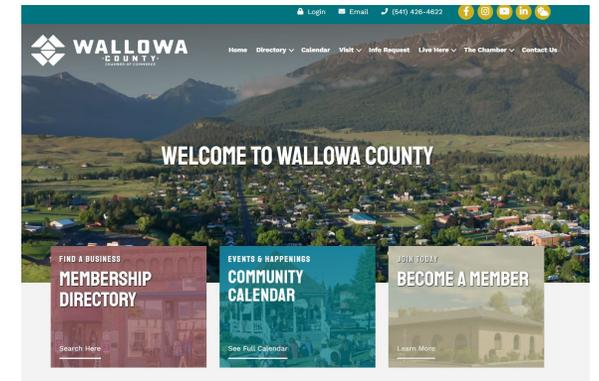 Login Email (541) 426-4622
WALLOWA
COUNTY
CHAMBER OF COMMERCE
Home Directory Calendar Visit Info Request Live Here The Chamber Contact Us
WELCOME TO WALLOWA COUNTY
FIND A BUSINESS
MEMBERSHIP
DIRECTORY
Search Here
EVENTS & HAPPENINGS
COMMUNITY
CALENDAR
See Full Calendar
JOIN TODAY
BECOME A MEMBER
Learn More